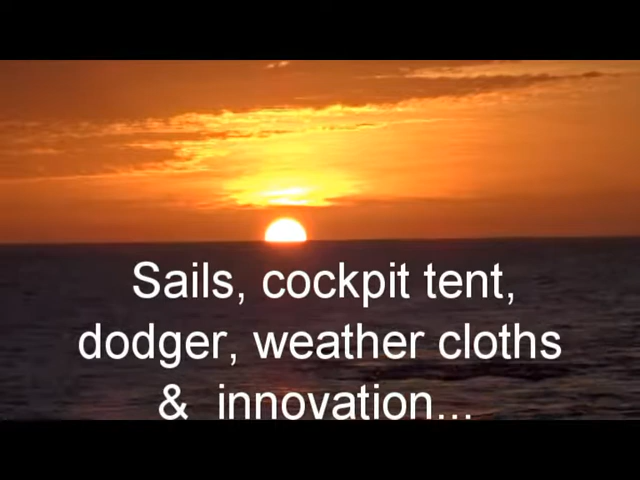 Sails, cockpit tent,
dodger, weather cloths
&  innovation...